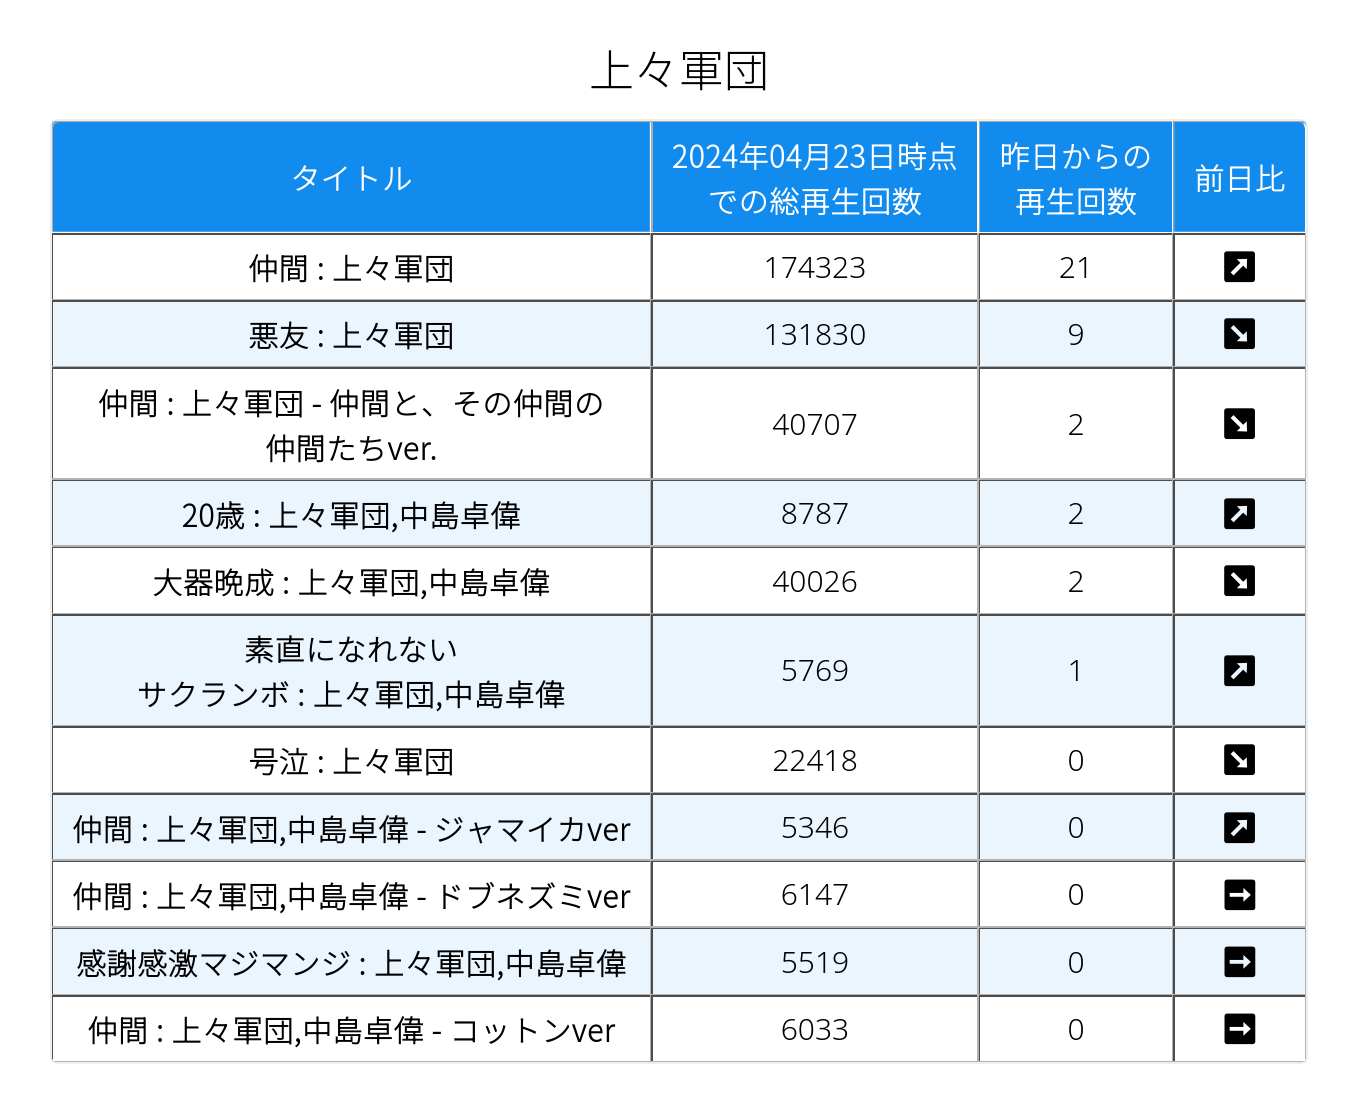 上々軍団
タイトル
2024年04月23日時点
での総再生回数
昨日からの
再生回数
前日比
仲間 : 上々軍団
174323
21
悪友 : 上々軍団
131830
9
仲間 : 上々軍団 - 仲間と、その仲間の
仲間たちver.
40707
2
20歳 : 上々軍団,中島卓偉
8787
2
大器晩成 : 上々軍団,中島卓偉
40026
2
素直になれない
サクランボ : 上々軍団,中島卓偉
5769
1
号泣 : 上々軍団
22418
0
仲間 : 上々軍団,中島卓偉 - ジャマイカver
5346
0
仲間 : 上々軍団,中島卓偉 - ドブネズミver
6147
0
感謝感激マジマンジ : 上々軍団,中島卓偉
5519
0
仲間 : 上々軍団,中島卓偉 - コットンver
6033
0